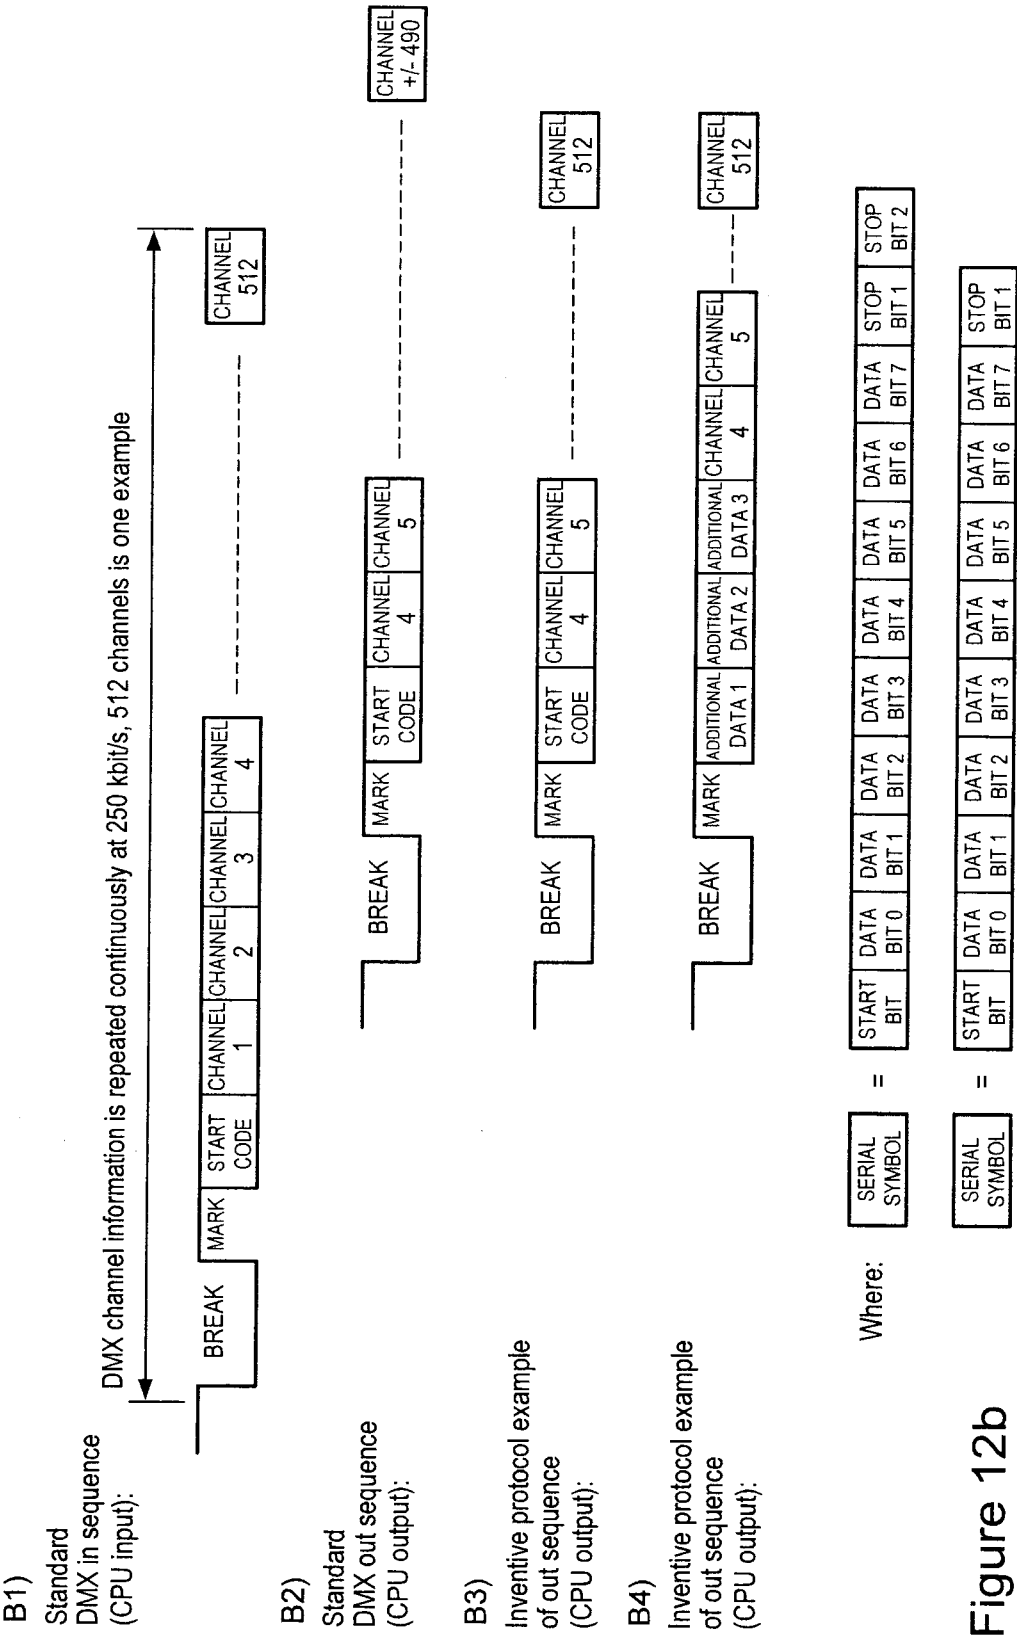 B1)
Standard
DMX in sequence
(CPU input):
DMX channel information is repeated continuously at 250 kbit/s, 512 channels is one example
BREAK
MARK
START
CODE
CHANNEL
1
CHANNEL
2
CHANNEL
3
CHANNEL
4
CHANNEL
512
B2)
Standard
DMX out sequence
(CPU output):
BREAK
MARK
START
CODE
CHANNEL
4
CHANNEL
5
CHANNEL
+/- 490
B3)
Inventive protocol example
of out sequence
(CPU output):
BREAK
MARK
START
CODE
CHANNEL
4
CHANNEL
5
CHANNEL
512
B4)
Inventive protocol example
of out sequence
(CPU output):
BREAK
MARK
ADDITIONAL
DATA 1
ADDITIONAL
DATA 2
ADDITIONAL
DATA 3
CHANNEL
4
CHANNEL
5
CHANNEL
512
Where:
SERIAL
SYMBOL
=
START
BIT
DATA
BIT 0
DATA
BIT 1
DATA
BIT 2
DATA
BIT 3
DATA
BIT 4
DATA
BIT 5
DATA
BIT 6
DATA
BIT 7
STOP
BIT 1
STOP
BIT 2
SERIAL
SYMBOL
=
START
BIT
DATA
BIT 0
DATA
BIT 1
DATA
BIT 2
DATA
BIT 3
DATA
BIT 4
DATA
BIT 5
DATA
BIT 6
DATA
BIT 7
STOP
BIT 1
Figure 12b